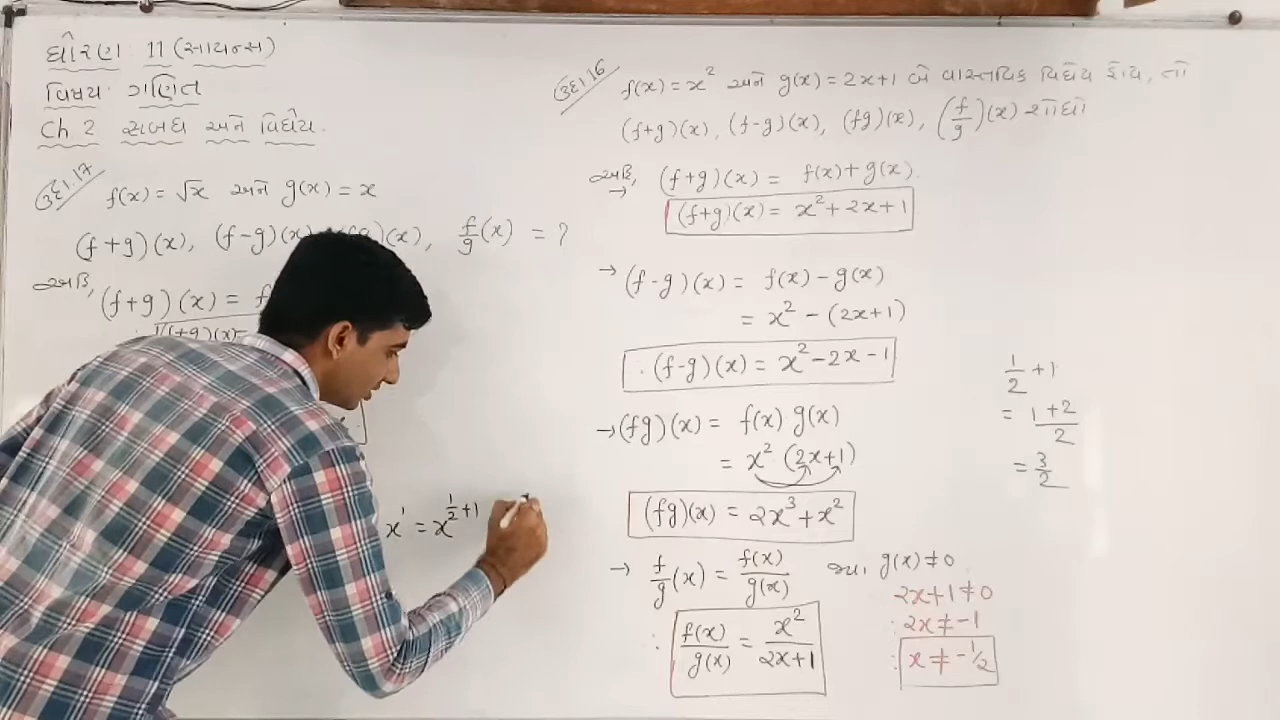 ધોરણ 11 (સાયન્સ)
વિષય ગણિત
Ch 2 સંબંધ અને વિધેય.
ઉદા.17
f(x) = √x અને g(x) = x
(f+g)(x), (f-g)(x), (x), f/g (x) = ?
(f+g)(x) = f
(f+g)(x) =
x¹ = x^(1/2 + 1)
ઉદા.16
f(x) = x² અને g(x) = 2x+1 બે વાસ્તવિક વિધેય હોય, તો
(f+g)(x), (f-g)(x), (fg)(x), (f/g)(x) શોધો
→ (f+g)(x) = f(x) + g(x).
(f+g)(x) = x² + 2x + 1
→ (f-g)(x) = f(x) - g(x)
= x² - (2x+1)
∴ (f-g)(x) = x² - 2x - 1
→ (fg)(x) = f(x) g(x)
= x² (2x+1)
(fg)(x) = 2x³ + x²
→ f/g (x) = f(x)/g(x) જ્યાં g(x) ≠ 0
2x+1 ≠ 0
∴ 2x ≠ -1
∴ x ≠ -1/2
∴ f(x)/g(x) = x²/(2x+1)
1/2 + 1
= (1+2)/2
= 3/2